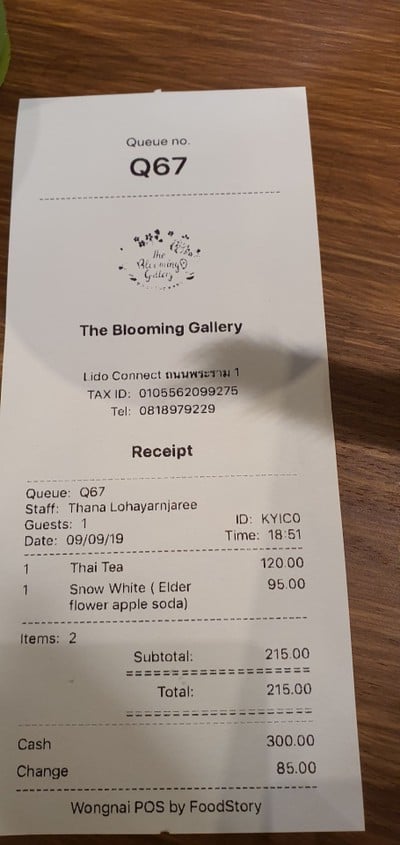 Queue no.
Q67
The
Blooming
Gallery
The Blooming Gallery
Lido Connect ถนนพระราม 1
TAX ID: 0105562099275
Tel: 0818979229
Receipt
Queue: Q67
Staff: Thana Lohayarnjaree
Guests: 1 ID: KYIC0
Date: 09/09/19 Time: 18:51
1 Thai Tea 120.00
1 Snow White ( Elder 95.00
flower apple soda)
Items: 2
Subtotal: 215.00
Total: 215.00
Cash 300.00
Change 85.00
Wongnai POS by FoodStory